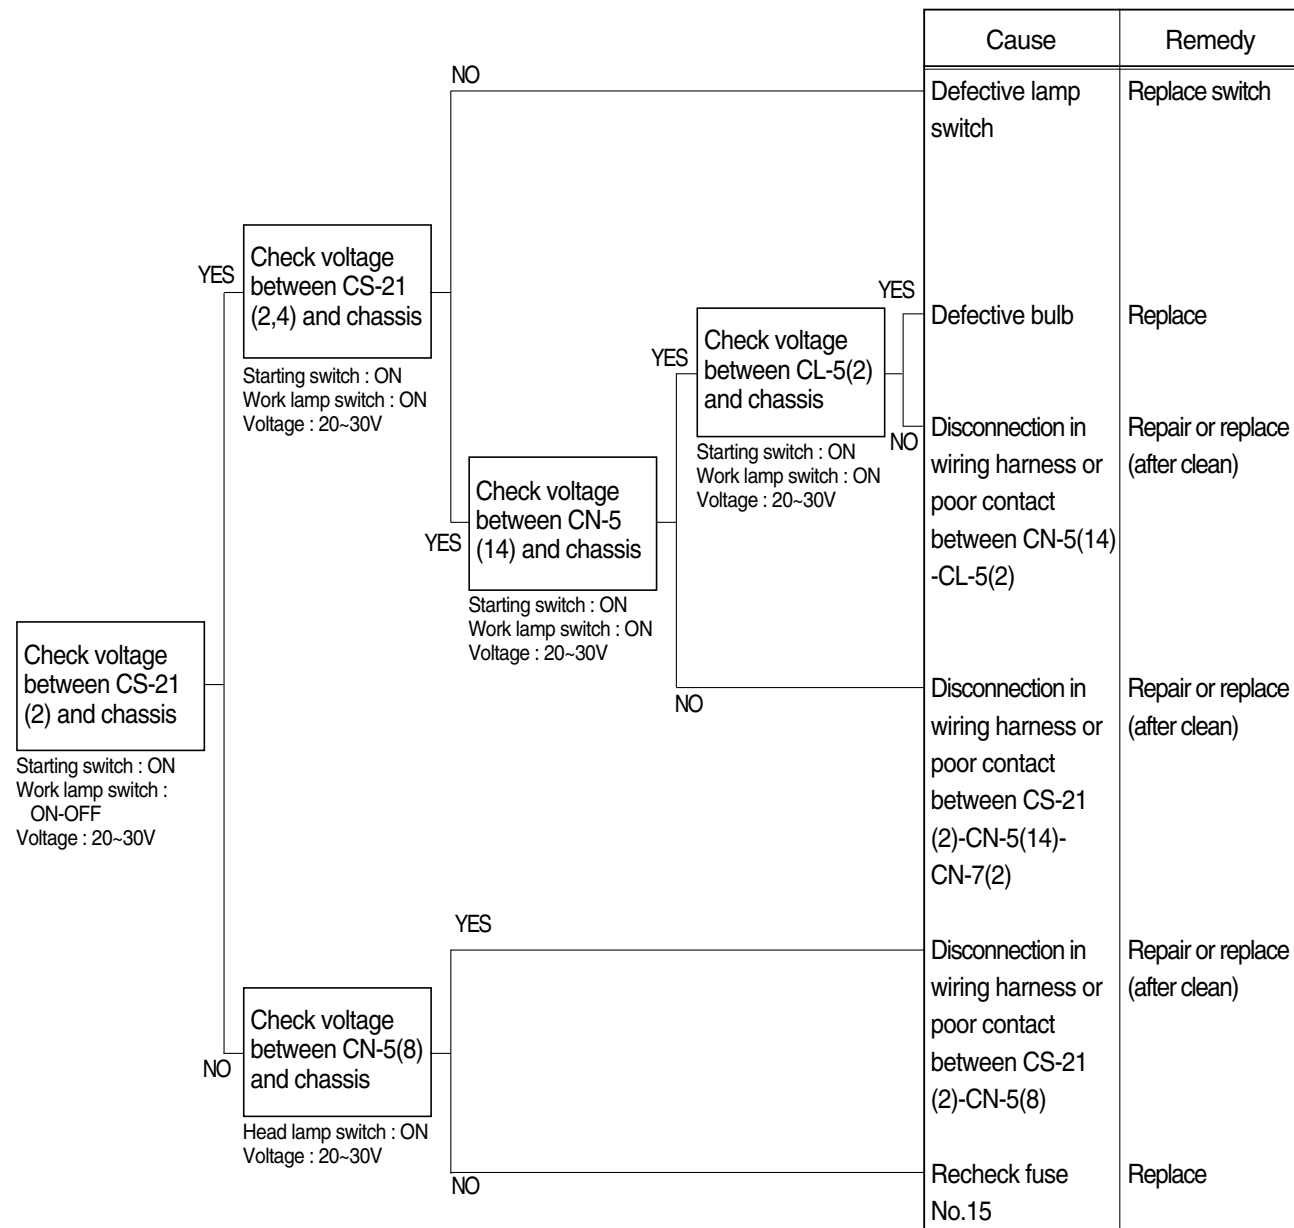 Cause
Remedy
NO
Defective lamp
switch
Replace switch
YES
Check voltage
between CS-21
(2,4) and chassis
Starting switch : ON
Work lamp switch : ON
Voltage : 20~30V
YES
Defective bulb
Replace
YES
Check voltage
between CL-5(2)
and chassis
NO
Starting switch : ON
Work lamp switch : ON
Voltage : 20~30V
Disconnection in
wiring harness or
poor contact
between CN-5(14)
-CL-5(2)
Repair or replace
(after clean)
YES
Check voltage
between CN-5
(14) and chassis
Starting switch : ON
Work lamp switch : ON
Voltage : 20~30V
Check voltage
between CS-21
(2) and chassis
Starting switch : ON
Work lamp switch :
ON-OFF
Voltage : 20~30V
NO
Disconnection in
wiring harness or
poor contact
between CS-21
(2)-CN-5(14)-
CN-7(2)
Repair or replace
(after clean)
YES
Disconnection in
wiring harness or
poor contact
between CS-21
(2)-CN-5(8)
Repair or replace
(after clean)
NO
Check voltage
between CN-5(8)
and chassis
Head lamp switch : ON
Voltage : 20~30V
NO
Recheck fuse
No.15
Replace